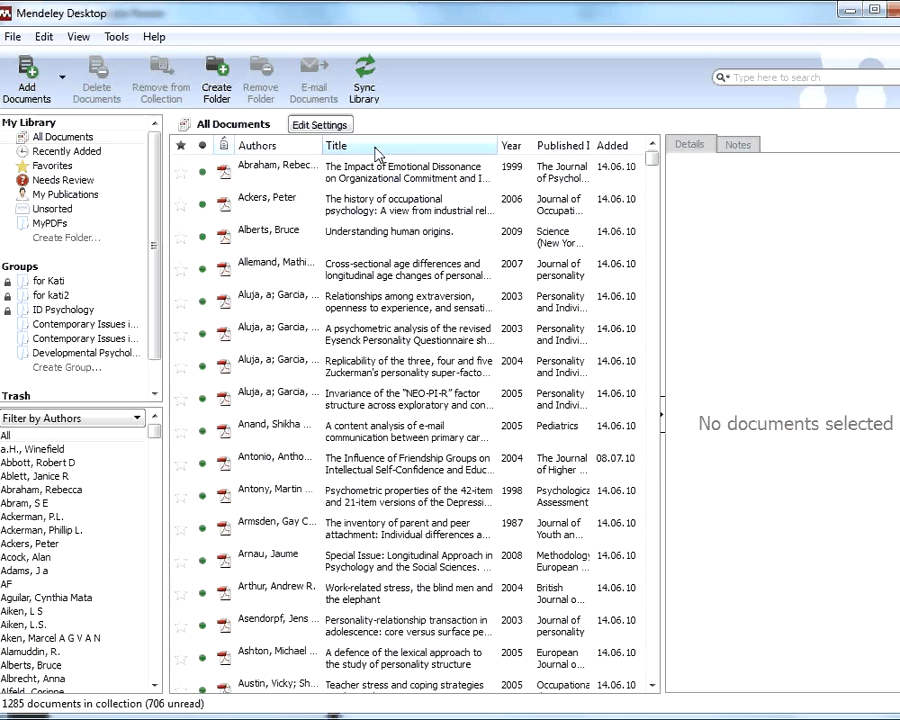 Mendeley Desktop
File Edit View Tools Help
Add Documents
Delete Documents
Remove from Collection
Create Folder
Remove Folder
E-mail Documents
Sync Library
Type here to search
My Library
All Documents
Recently Added
Favorites
Needs Review
My Publications
Unsorted
MyPDFs
Create Folder...
Groups
for Kati
for kati2
ID Psychology
Contemporary Issues i...
Contemporary Issues i...
Developmental Psychol...
Create Group...
Trash
Filter by Authors
All
a.H., Winefield
Abbott, Robert D
Ablett, Janice R
Abraham, Rebecca
Abram, S E
Ackerman, P.L.
Ackerman, Phillip L.
Ackers, Peter
Acock, Alan
Adams, J a
AF
Aguilar, Cynthia Mata
Aiken, L S
Aiken, L.S.
Aken, Marcel A G V A N
Alamuddin, R.
Alberts, Bruce
Albrecht, Anna
Alfeld, Corinne
All Documents Edit Settings
Authors Title Year Published I Added
Abraham, Rebec... The Impact of Emotional Dissonance 1999 The Journal 14.06.10
on Organizational Commitment and I... of Psychol...
Ackers, Peter The history of occupational 2006 Journal of 14.06.10
psychology: A view from industrial rel... Occupati...
Alberts, Bruce Understanding human origins. 2009 Science 14.06.10
(New Yor...
Allemand, Mathi... Cross-sectional age differences and 2007 Journal of 14.06.10
longitudinal age changes of personal... personality
Aluja, a; Garcia, ... Relationships among extraversion, 2003 Personality 14.06.10
openness to experience, and sensati... and Indivi...
Aluja, a; Garcia, ... A psychometric analysis of the revised 2003 Personality 14.06.10
Eysenck Personality Questionnaire sh... and Indivi...
Aluja, a; Garcia, ... Replicability of the three, four and five 2004 Personality 14.06.10
Zuckerman's personality super-facto... and Indivi...
Aluja, a; Garcia, ... Invariance of the "NEO-PI-R" factor 2005 Personality 14.06.10
structure across exploratory and con... and Indivi...
Anand, Shikha ... A content analysis of e-mail 2005 Pediatrics 14.06.10
communication between primary car...
Antonio, Antho... The Influence of Friendship Groups on 2004 The Journal 08.07.10
Intellectual Self-Confidence and Educ... of Higher ...
Antony, Martin ... Psychometric properties of the 42-item 1998 Psychologica 14.06.10
and 21-item versions of the Depressi... Assessment
Armsden, Gay C... The inventory of parent and peer 1987 Journal of 14.06.10
attachment: Individual differences a... Youth an...
Arnau, Jaume Special Issue: Longitudinal Approach in 2008 Methodology 14.06.10
Psychology and the Social Sciences. ... European ...
Arthur, Andrew R. Work-related stress, the blind men and 2004 British 14.06.10
the elephant Journal o...
Asendorpf, Jens ... Personality-relationship transaction in 2003 Journal of 14.06.10
adolescence: core versus surface pe... personality
Ashton, Michael ... A defence of the lexical approach to 2005 European 14.06.10
the study of personality structure Journal o...
Austin, Vicky; Sh... Teacher stress and coping strategies 2005 Occupationa 14.06.10
Details Notes
No documents selected
1285 documents in collection (706 unread)